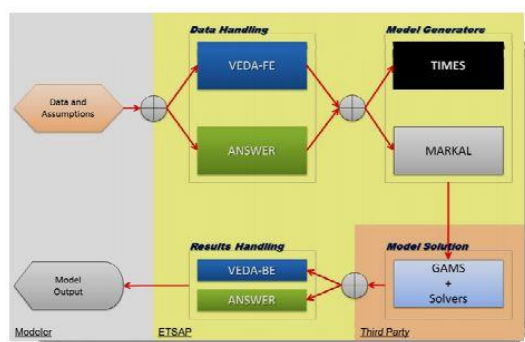 Data Handling
Model Generators
VEDA-FE
TIMES
Data and
Assumptions
ANSWER
MARKAL
Results Handling
Model Solution
VEDA-BE
ANSWER
GAMS
+
Solvers
Model
Output
Modeler
ETSAP
Third Party